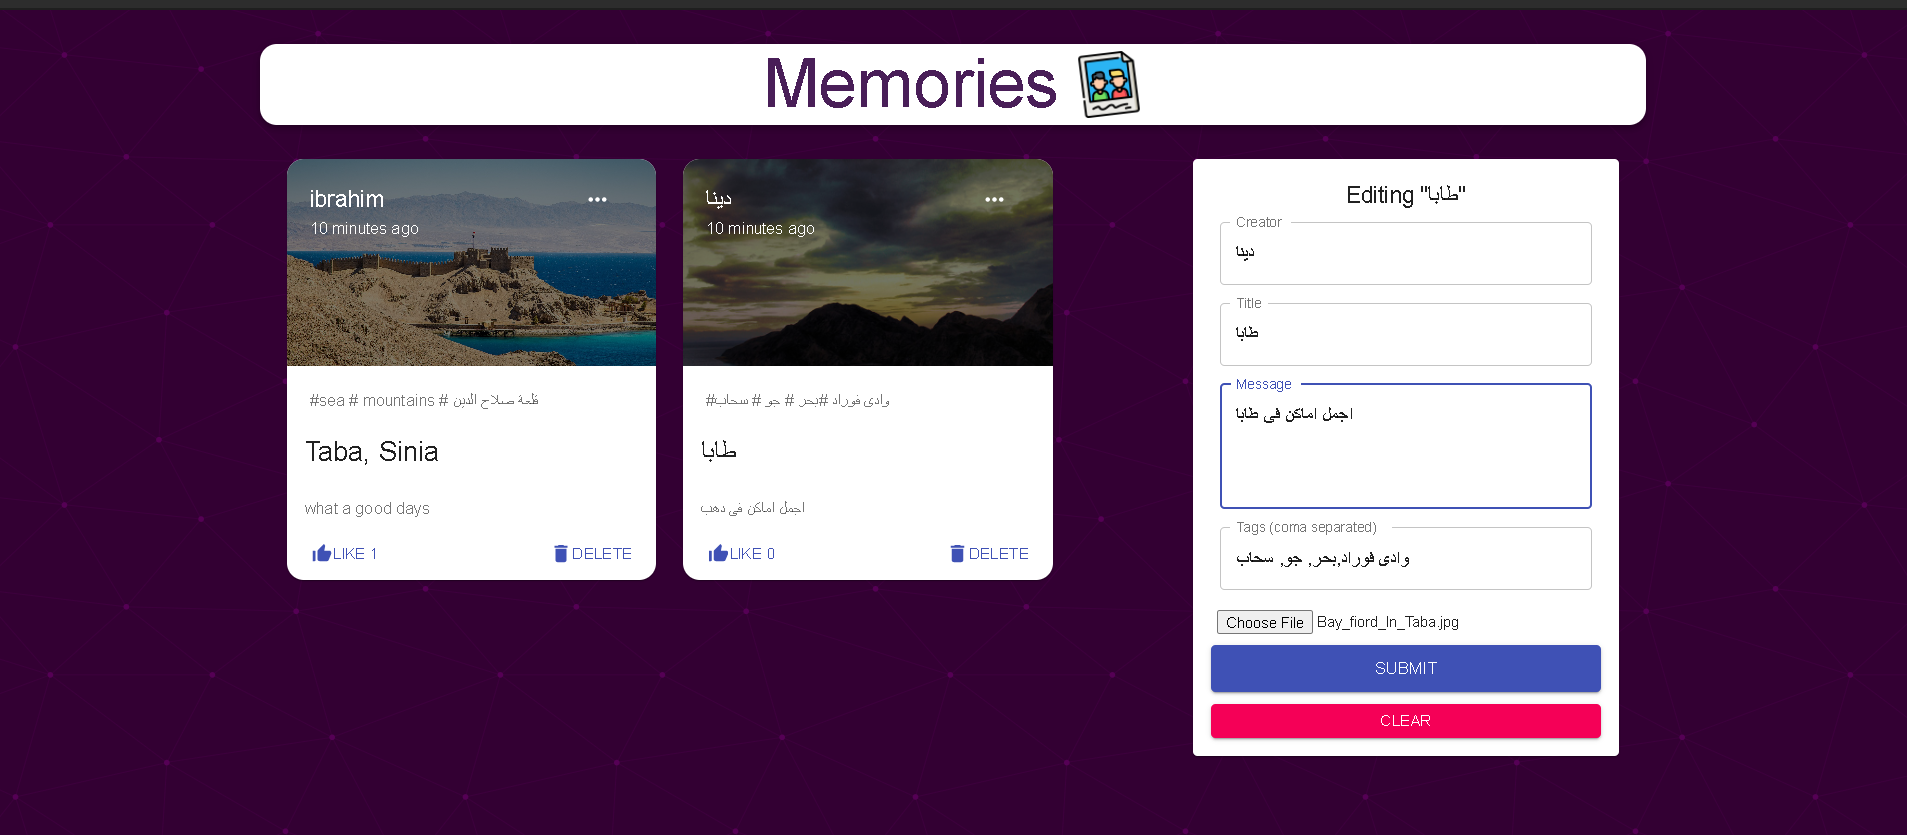 Memories
ibrahim
10 minutes ago
#sea # mountains # قلعة صلاح الدين
Taba, Sinia
what a good days
LIKE 1
DELETE
دينا
10 minutes ago
#وادى فوراد #بحر # جو # سحاب
طابا
اجمل اماكن فى دهب
LIKE 0
DELETE
Editing "طابا"
Creator
دينا
Title
طابا
Message
اجمل اماكن فى طابا
Tags (coma separated)
وادى فوراد,بحر, جو, سحاب
Choose File Bay_fiord_In_Taba.jpg
SUBMIT
CLEAR